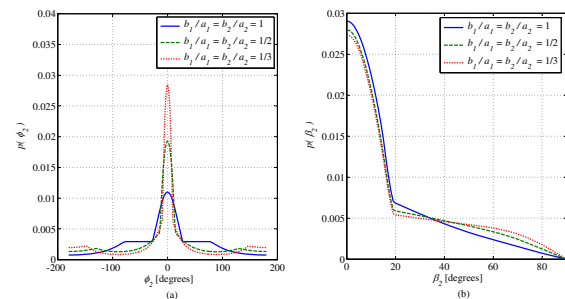 0.04
0.035
0.03
0.025
0.02
0.015
0.01
0.005
0
−200
−100
0
100
200
p( ϕ₂ )
ϕ₂ [degrees]
b₁ / a₁ = b₂ / a₂ = 1
b₁ / a₁ = b₂ / a₂ = 1/2
b₁ / a₁ = b₂ / a₂ = 1/3
(a)
0.03
0.025
0.02
0.015
0.01
0.005
0
0
20
40
60
80
p( β₂ )
β₂ [degrees]
b₁ / a₁ = b₂ / a₂ = 1
b₁ / a₁ = b₂ / a₂ = 1/2
b₁ / a₁ = b₂ / a₂ = 1/3
(b)